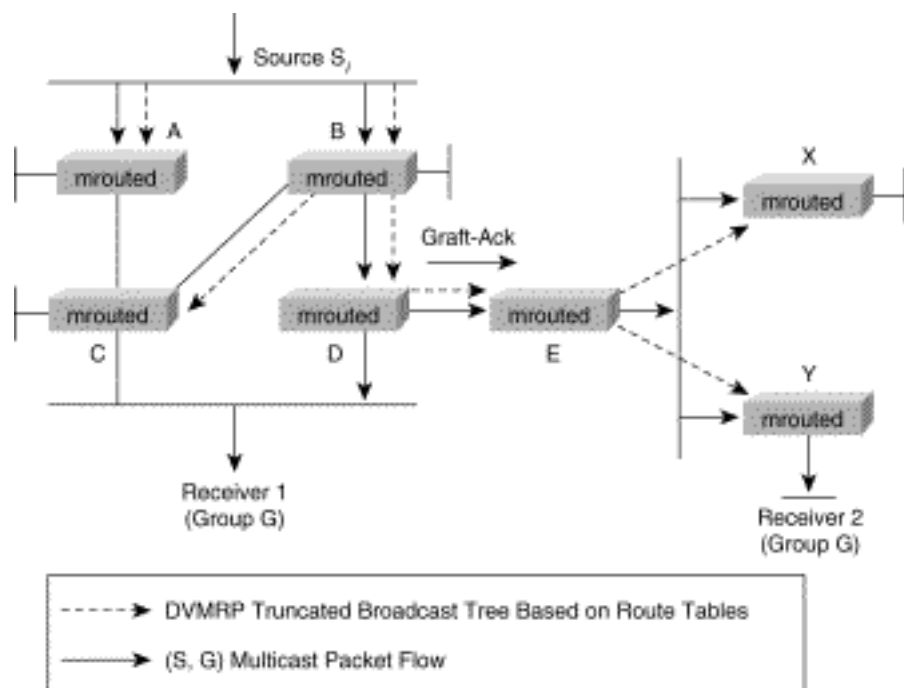 Source Si
A
B
X
mrouted
mrouted
mrouted
Graft-Ack
mrouted
mrouted
mrouted
C
D
E
Y
mrouted
Receiver 1
(Group G)
Receiver 2
(Group G)
DVMRP Truncated Broadcast Tree Based on Route Tables
(S, G) Multicast Packet Flow